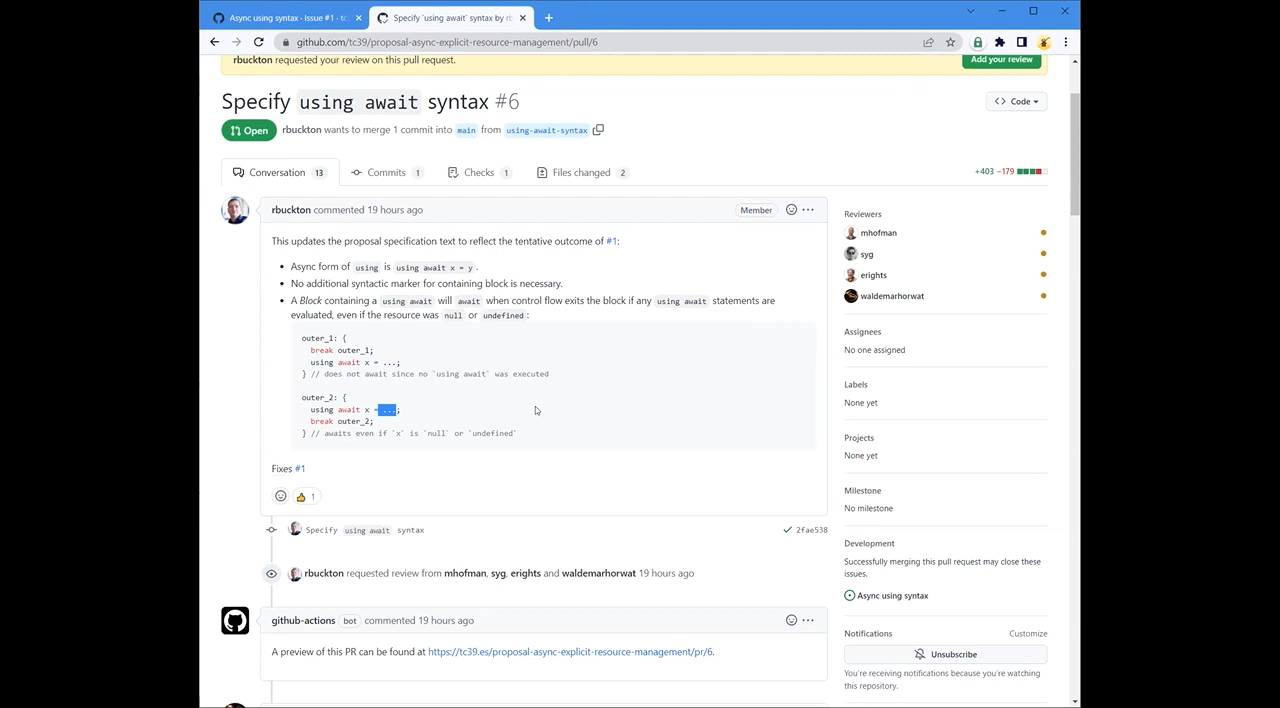 Async using syntax · Issue #1 · tc
Specify `using await` syntax by rb
github.com/tc39/proposal-async-explicit-resource-management/pull/6
rbuckton requested your review on this pull request.
Add your review
Specify using await syntax #6
Code
Open
rbuckton wants to merge 1 commit into main from using-await-syntax
Conversation 13
Commits 1
Checks 1
Files changed 2
+403 −179
rbuckton commented 19 hours ago
Member
This updates the proposal specification text to reflect the tentative outcome of #1:
• Async form of using is using await x = y .
• No additional syntactic marker for containing block is necessary.
• A Block containing a using await will await when control flow exits the block if any using await statements are
evaluated, even if the resource was null or undefined :
outer_1: {
break outer_1;
using await x = ...;
} // does not await since no `using await` was executed
outer_2: {
using await x = ...;
break outer_2;
} // awaits even if `x` is `null` or `undefined`
Fixes #1
1
Specify using await syntax
2fae538
rbuckton requested review from mhofman, syg, erights and waldemarhorwat 19 hours ago
github-actions bot commented 19 hours ago
A preview of this PR can be found at https://tc39.es/proposal-async-explicit-resource-management/pr/6.
Reviewers
mhofman
syg
erights
waldemarhorwat
Assignees
No one assigned
Labels
None yet
Projects
None yet
Milestone
No milestone
Development
Successfully merging this pull request may close these
issues.
Async using syntax
Notifications
Customize
Unsubscribe
You're receiving notifications because you're watching
this repository.